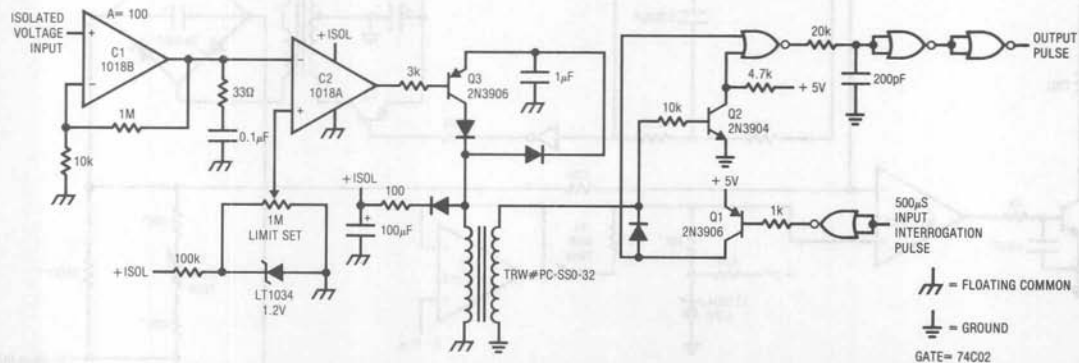 ISOLATED
VOLTAGE
INPUT
A= 100
+
C1
1018B
-
1M
10k
33Ω
0.1µF
+ISOL
-
C2
1018A
+
3k
Q3
2N3906
1µF
+ISOL
100
+
100µF
1M
LIMIT SET
+ISOL
100k
LT1034
1.2V
TRW#PC-SSO-32
10k
Q2
2N3904
4.7k
+ 5V
20k
200pF
OUTPUT
PULSE
+ 5V
Q1
2N3906
1k
500µS
INPUT
INTERROGATION
PULSE
= FLOATING COMMON
= GROUND
GATE= 74C02